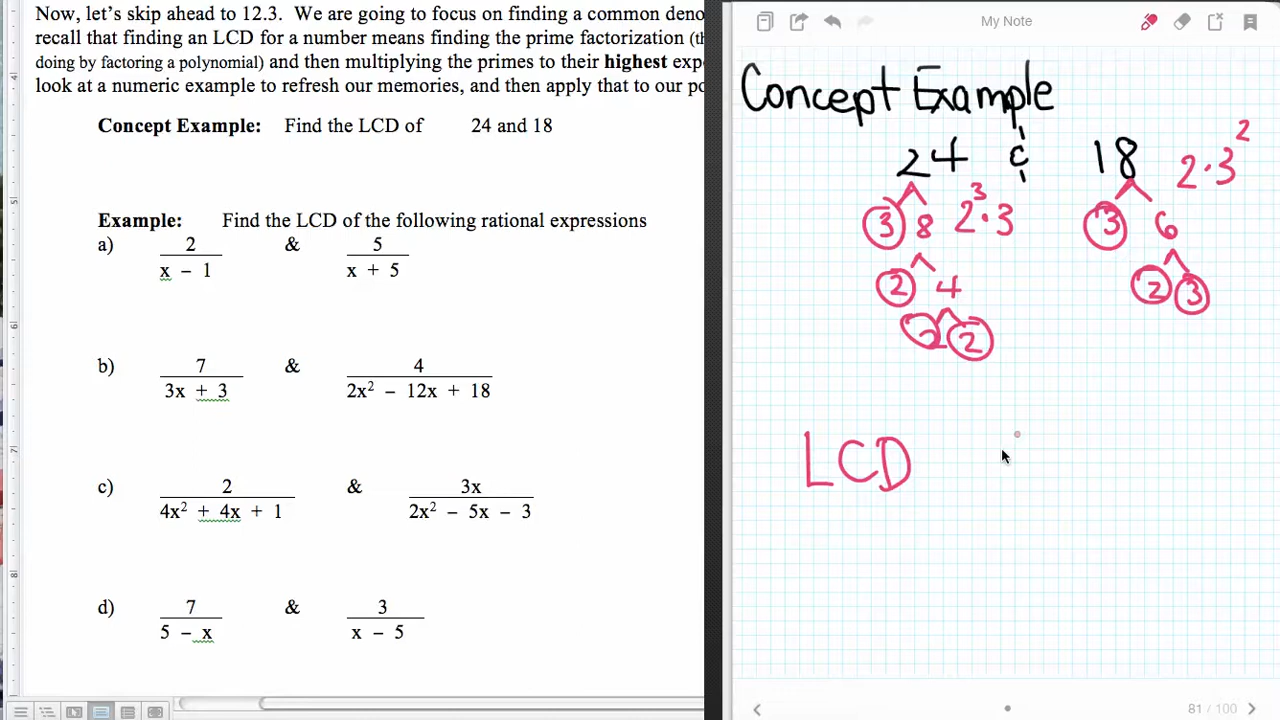 Now, let's skip ahead to 12.3. We are going to focus on finding a common deno
recall that finding an LCD for a number means finding the prime factorization (th
doing by factoring a polynomial) and then multiplying the primes to their highest exp
look at a numeric example to refresh our memories, and then apply that to our po
Concept Example: Find the LCD of 24 and 18
Example: Find the LCD of the following rational expressions
a) 2 & 5
x – 1 x + 5
b) 7 & 4
3x + 3 2x² – 12x + 18
c) 2 & 3x
4x² + 4x + 1 2x² – 5x – 3
d) 7 & 3
5 – x x – 5
My Note
Concept Example
24 & 18 2·3²
3 8 2³·3 3 6
2 4 2 3
2 2
LCD
81 / 100
4
5
6
7
8